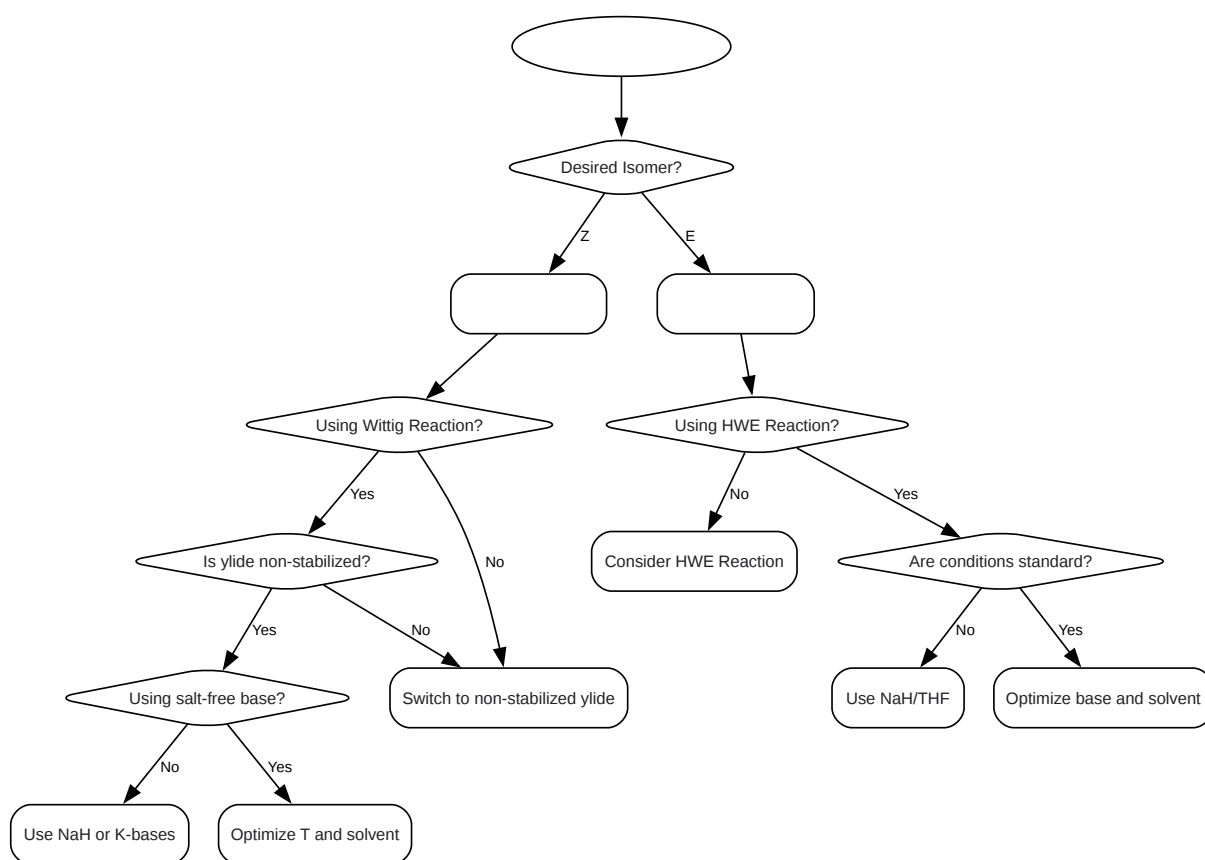 Desired Isomer?
Z
E
Using Wittig Reaction?
Using HWE Reaction?
Yes
No
No
Yes
Is ylide non-stabilized?
Consider HWE Reaction
Are conditions standard?
Yes
No
No
Yes
Using salt-free base?
Switch to non-stabilized ylide
Use NaH/THF
Optimize base and solvent
No
Yes
Use NaH or K-bases
Optimize T and solvent